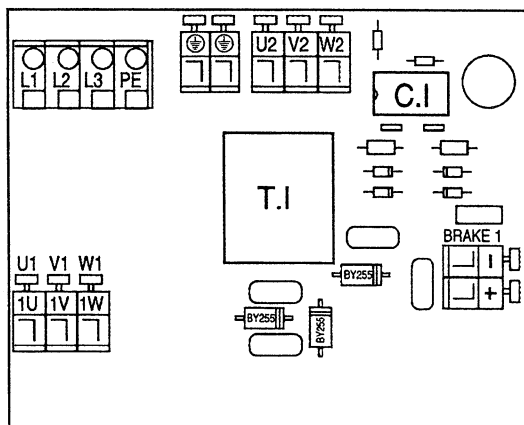 L1 L2 L3 PE
U2 V2 W2
C.I
T.I
BRAKE 1
-
+
BY255
BY255
BY255
U1 V1 W1
1U 1V 1W